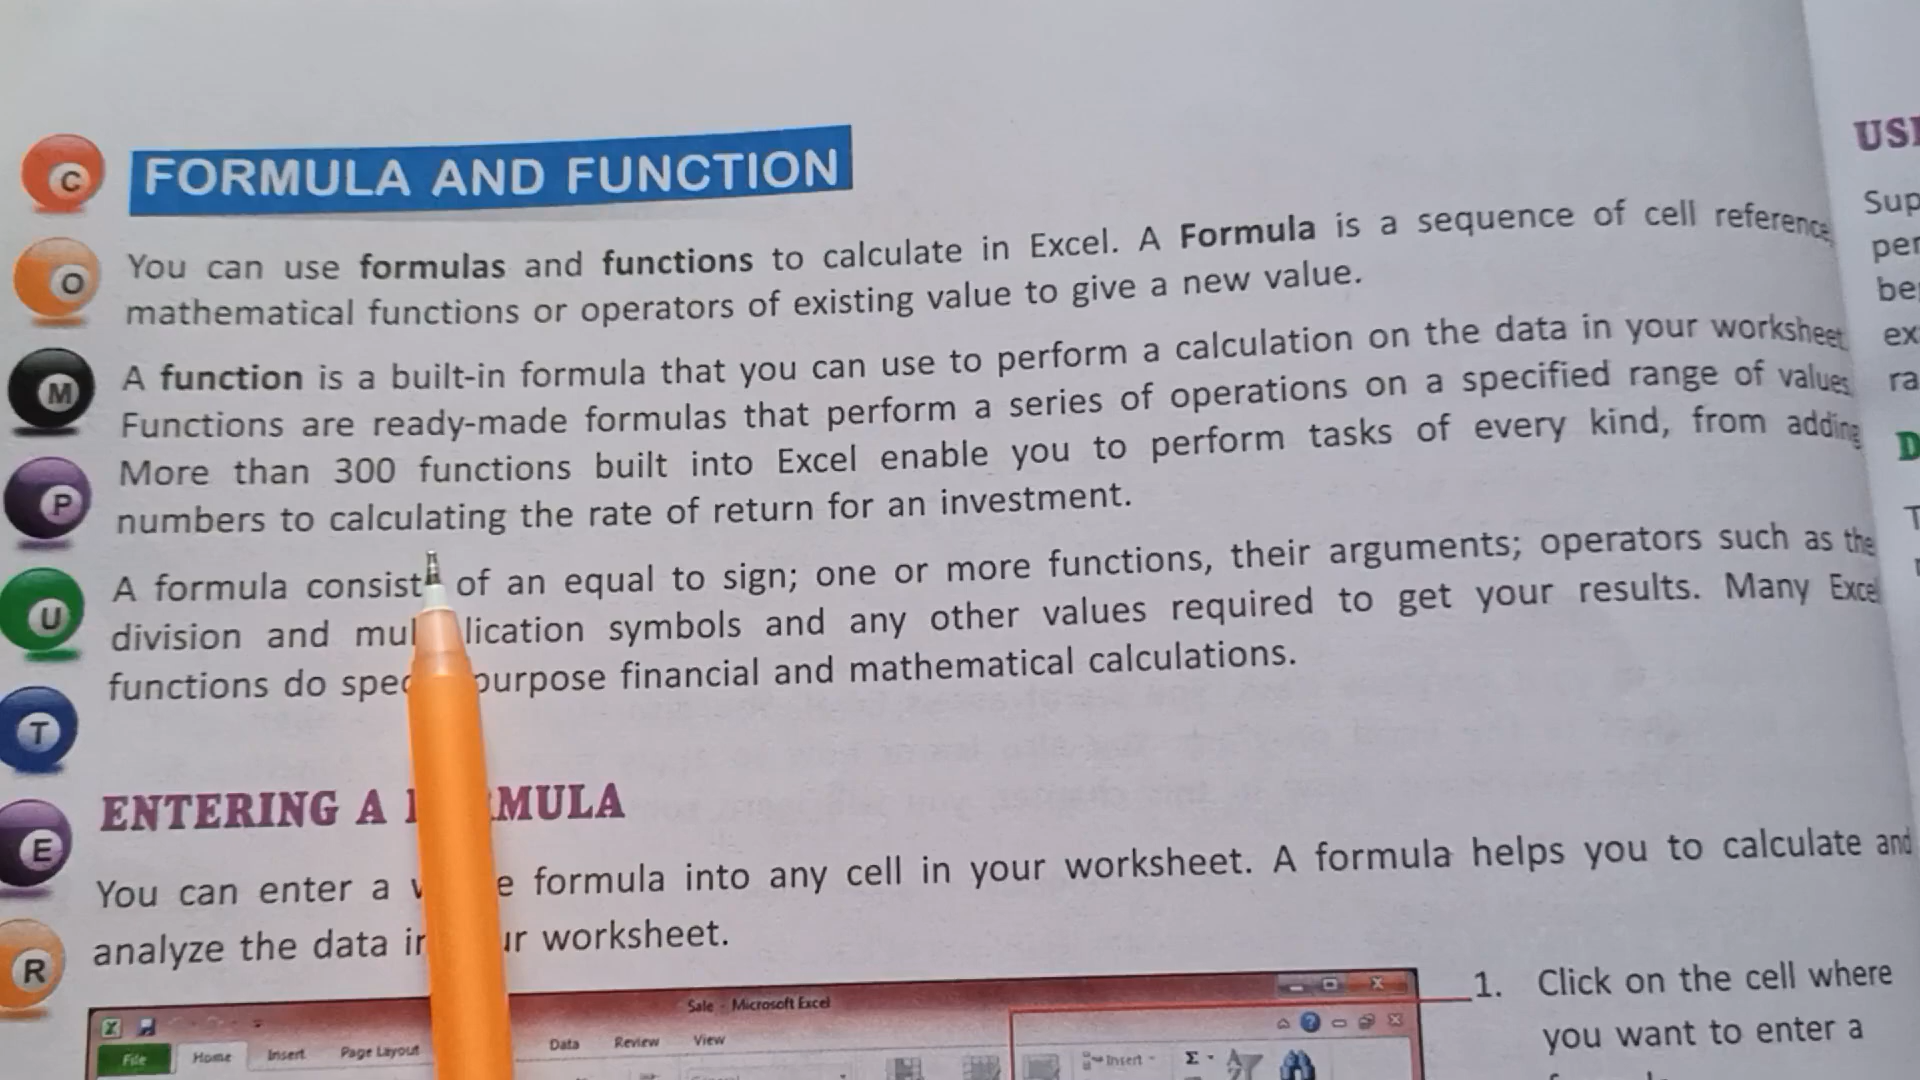 C
FORMULA AND FUNCTION
O
You can use formulas and functions to calculate in Excel. A Formula is a sequence of cell reference
mathematical functions or operators of existing value to give a new value.
M
A function is a built-in formula that you can use to perform a calculation on the data in your worksheet
Functions are ready-made formulas that perform a series of operations on a specified range of values
More than 300 functions built into Excel enable you to perform tasks of every kind, from adding
P
numbers to calculating the rate of return for an investment.
A formula consist of an equal to sign; one or more functions, their arguments; operators such as the
U
division and mul lication symbols and any other values required to get your results. Many Excel
functions do spec purpose financial and mathematical calculations.
T
ENTERING A MULA
E
You can enter a formula into any cell in your worksheet. A formula helps you to calculate and
analyze the data in ur worksheet.
R
Sale - Microsoft Excel
File Home Insert Page Layout Data Review View
Insert Σ
1. Click on the cell where
you want to enter a
USE
Sup
per
be
ex
ra
D
T